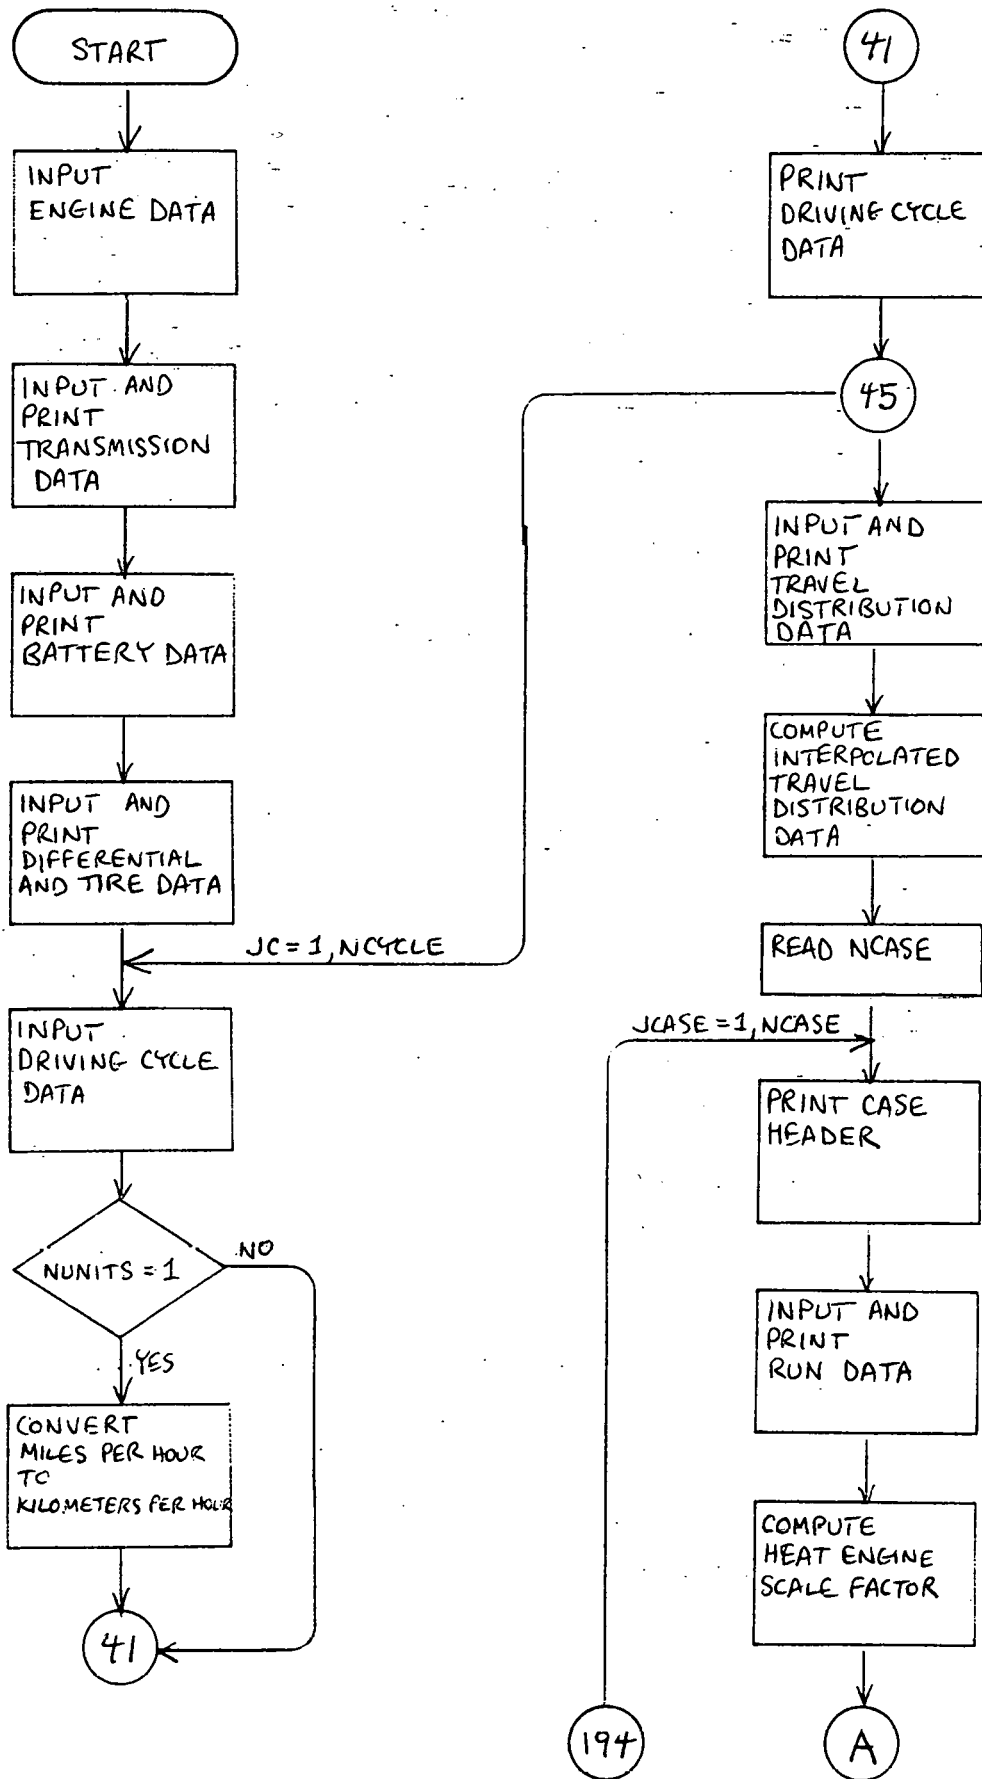 START
INPUT
ENGINE DATA
INPUT AND
PRINT
TRANSMISSION
DATA
INPUT AND
PRINT
BATTERY DATA
INPUT AND
PRINT
DIFFERENTIAL
AND TIRE DATA
JC = 1, NCYCLE
INPUT
DRIVING CYCLE
DATA
NUNITS = 1
NO
YES
CONVERT
MILES PER HOUR
TO
KILOMETERS PER HOUR
41
41
PRINT
DRIVING CYCLE
DATA
45
INPUT AND
PRINT
TRAVEL
DISTRIBUTION
DATA
COMPUTE
INTERPOLATED
TRAVEL
DISTRIBUTION
DATA
READ NCASE
JCASE = 1, NCASE
PRINT CASE
HEADER
INPUT AND
PRINT
RUN DATA
COMPUTE
HEAT ENGINE
SCALE FACTOR
194
A